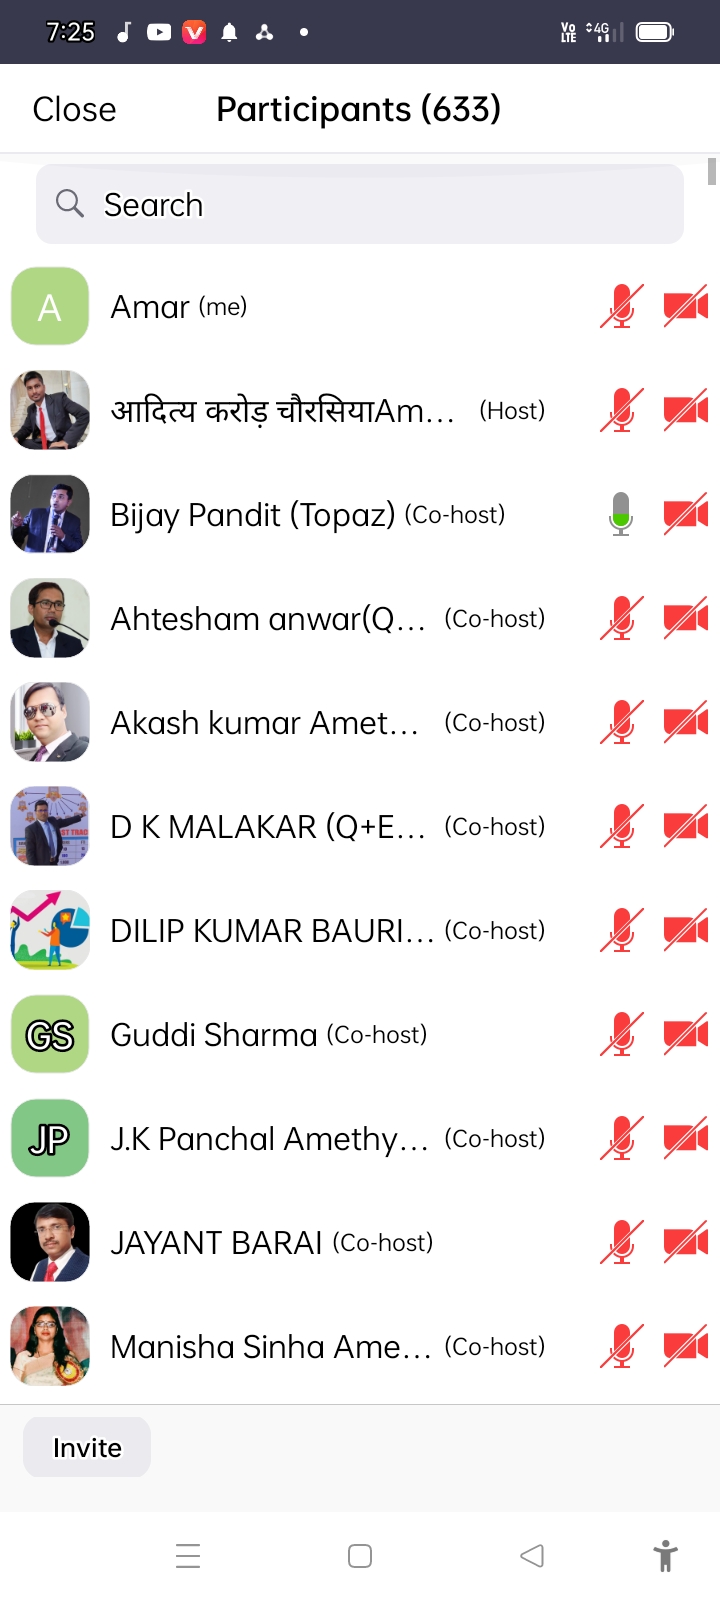 7:25
Vo LTE 4G
Close Participants (633)
Search
A Amar (me)
आदित्य करोड़ चौरसियाAm... (Host)
Bijay Pandit (Topaz) (Co-host)
Ahtesham anwar(Q... (Co-host)
Akash kumar Amet... (Co-host)
D K MALAKAR (Q+E... (Co-host)
DILIP KUMAR BAURI... (Co-host)
GS Guddi Sharma (Co-host)
JP J.K Panchal Amethy... (Co-host)
JAYANT BARAI (Co-host)
Manisha Sinha Ame... (Co-host)
Invite